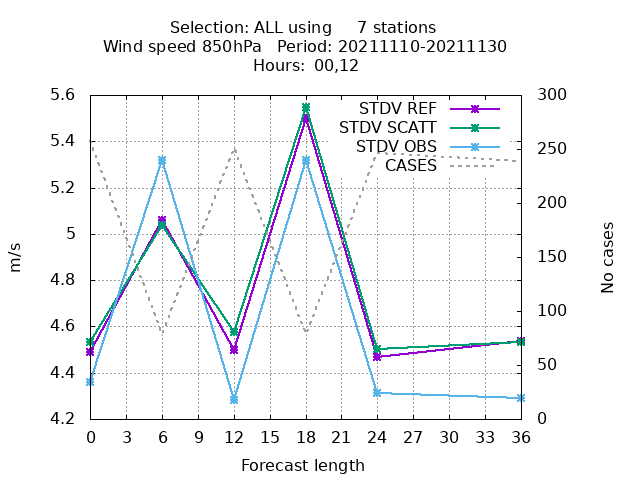 Selection: ALL using     7 stations
Wind speed 850hPa   Period: 20211110-20211130
Hours:  00,12
STDV REF
STDV SCATT
STDV OBS
CASES
5.6
5.4
5.2
5
4.8
4.6
4.4
4.2
300
250
200
150
100
50
0
m/s
No cases
0 3 6 9 12 15 18 21 24 27 30 33 36
Forecast length